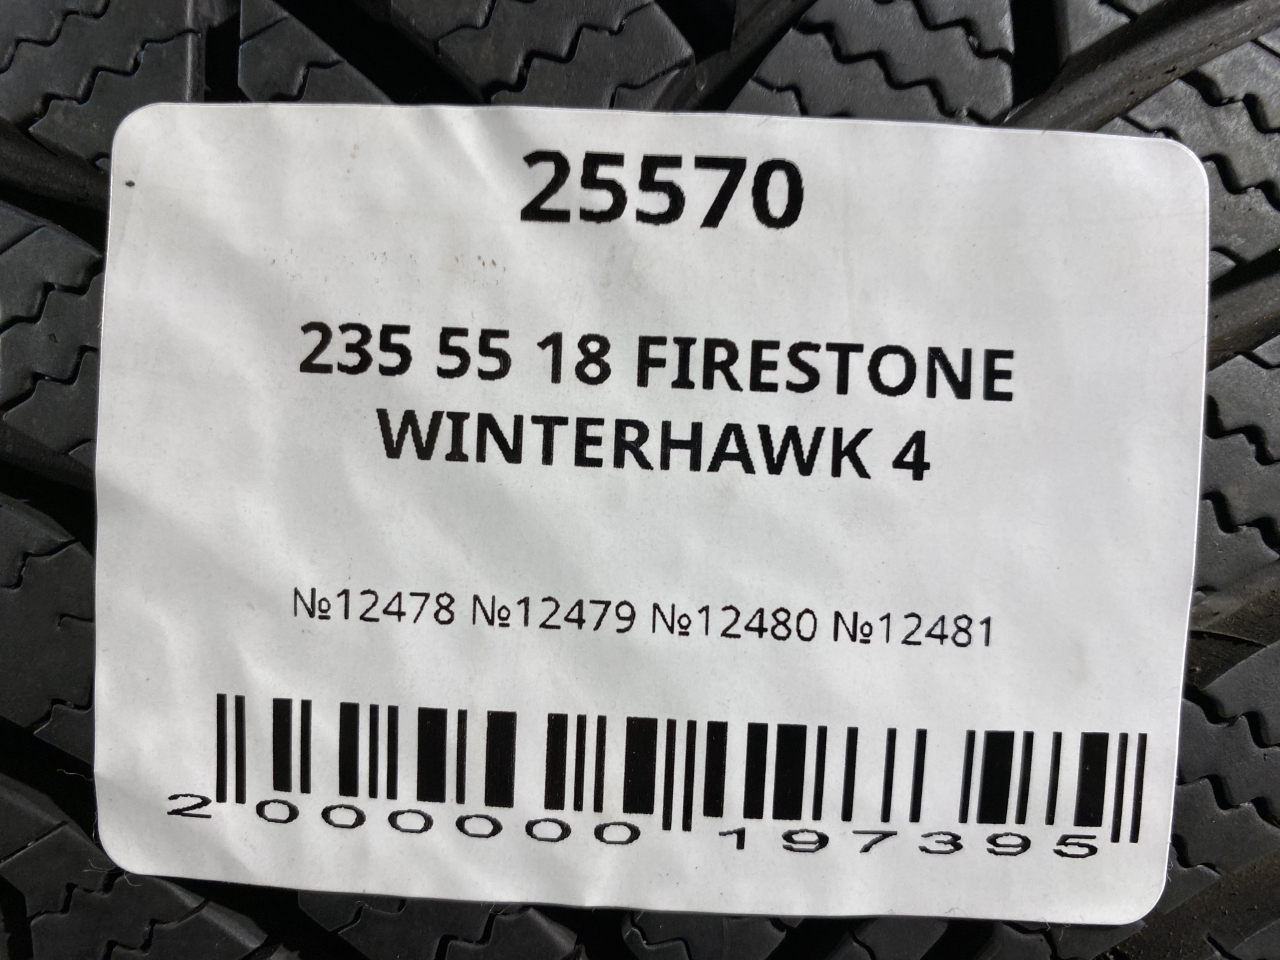 25570
235 55 18 FIRESTONE
WINTERHAWK 4
№12478 №12479 №12480 №12481
2 000000 197395